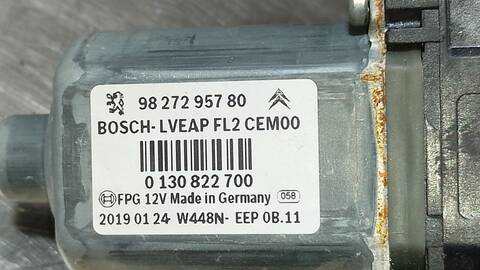 98 272 957 80
BOSCH-LVEAP FL2 CEM00
0 130 822 700
FPG 12V Made in Germany 058
2019 01 24 W448N- EEP 0B.11